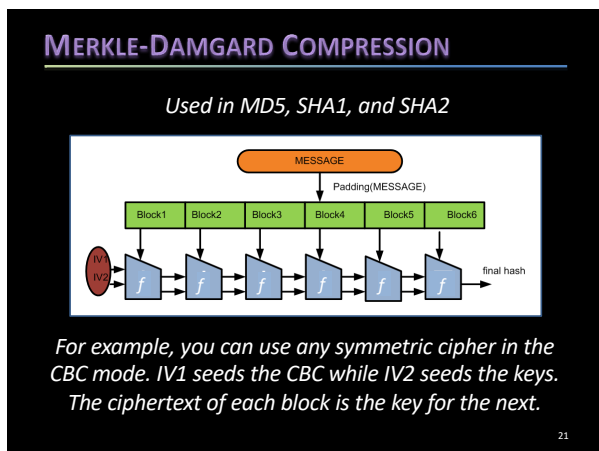 MERKLE-DAMGARD COMPRESSION
Used in MD5, SHA1, and SHA2
MESSAGE
Padding(MESSAGE)
Block1 Block2 Block3 Block4 Block5 Block6
IV1
IV2
f f f f f f
final hash
For example, you can use any symmetric cipher in the
CBC mode. IV1 seeds the CBC while IV2 seeds the keys.
The ciphertext of each block is the key for the next.
21